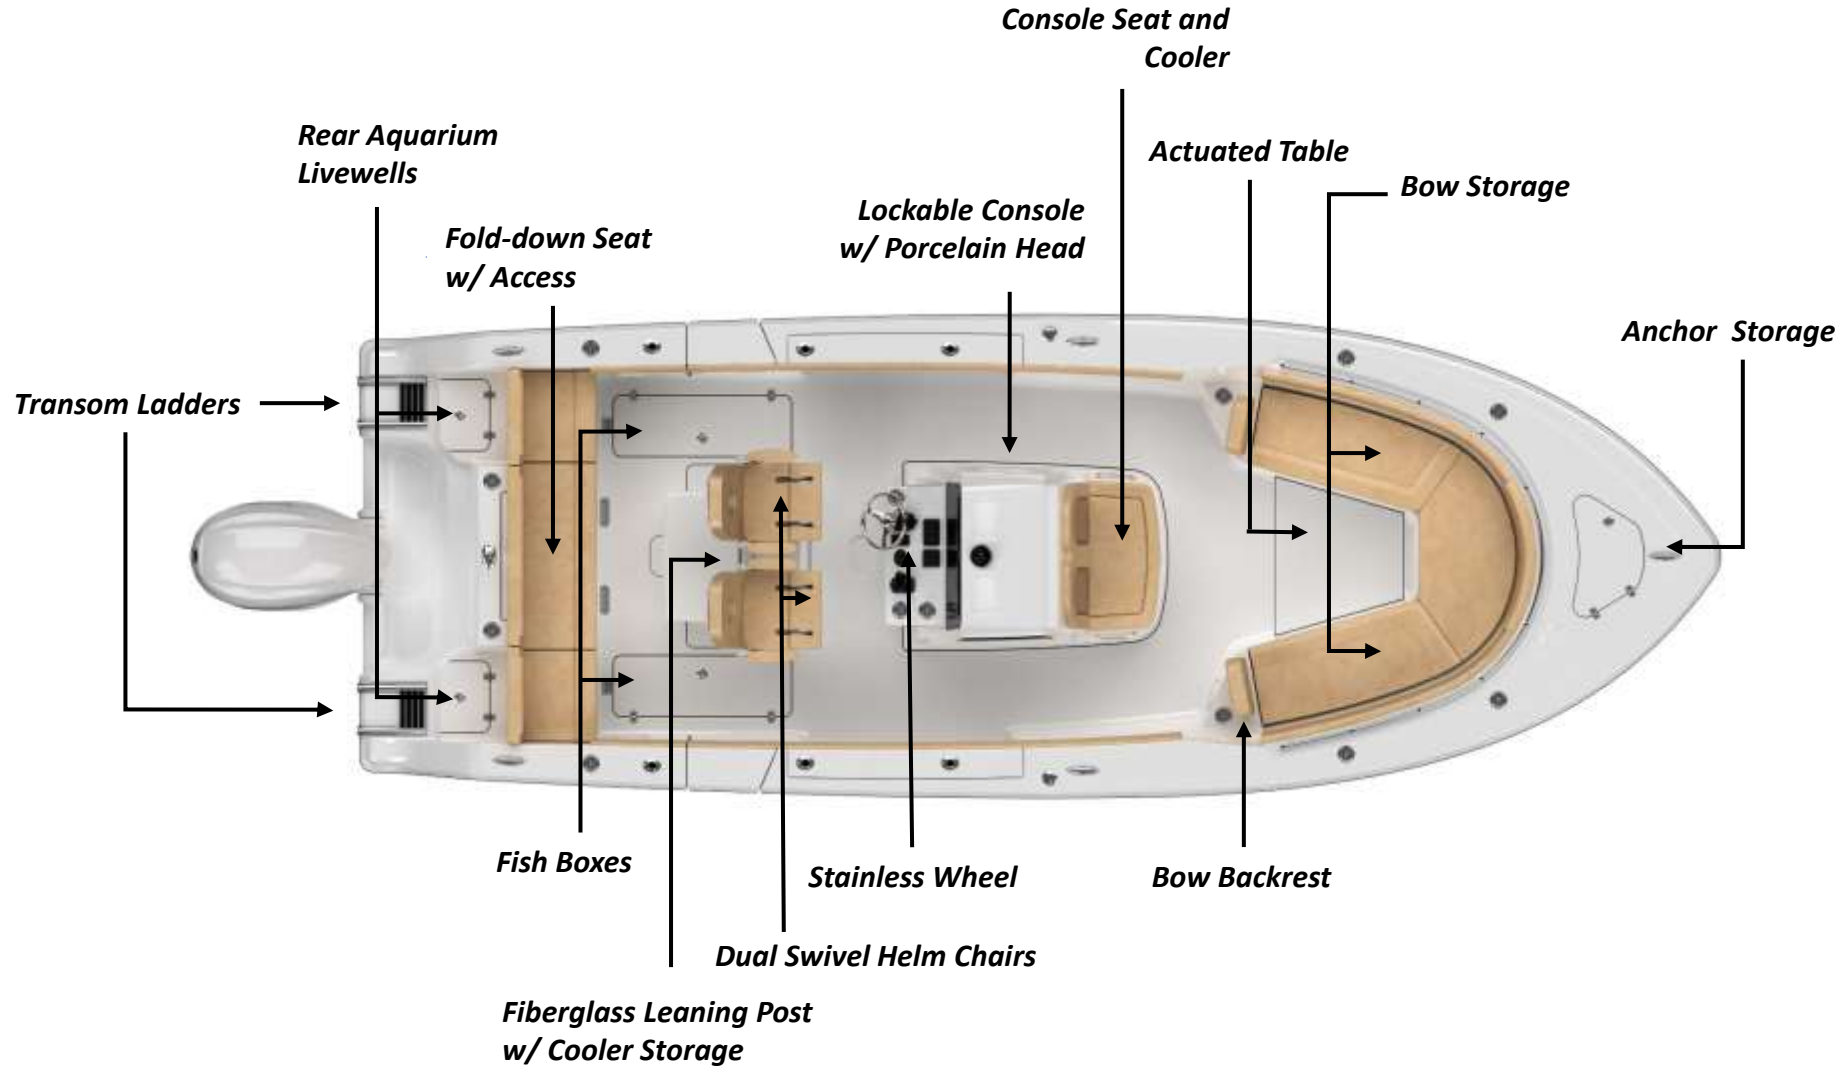 Console Seat and
Cooler
Rear Aquarium
Livewells
Actuated Table
Bow Storage
Lockable Console
w/ Porcelain Head
Fold-down Seat
w/ Access
Anchor Storage
Transom Ladders
Fish Boxes
Stainless Wheel
Bow Backrest
Dual Swivel Helm Chairs
Fiberglass Leaning Post
w/ Cooler Storage